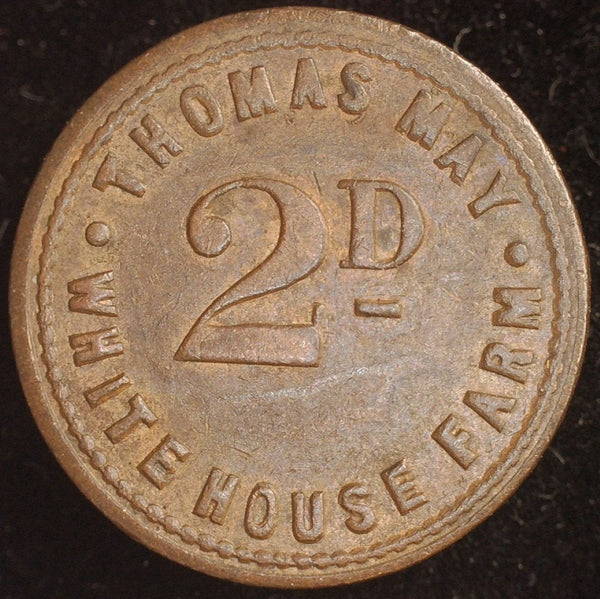 THOMAS MAY
2D
• WHITE HOUSE FARM •